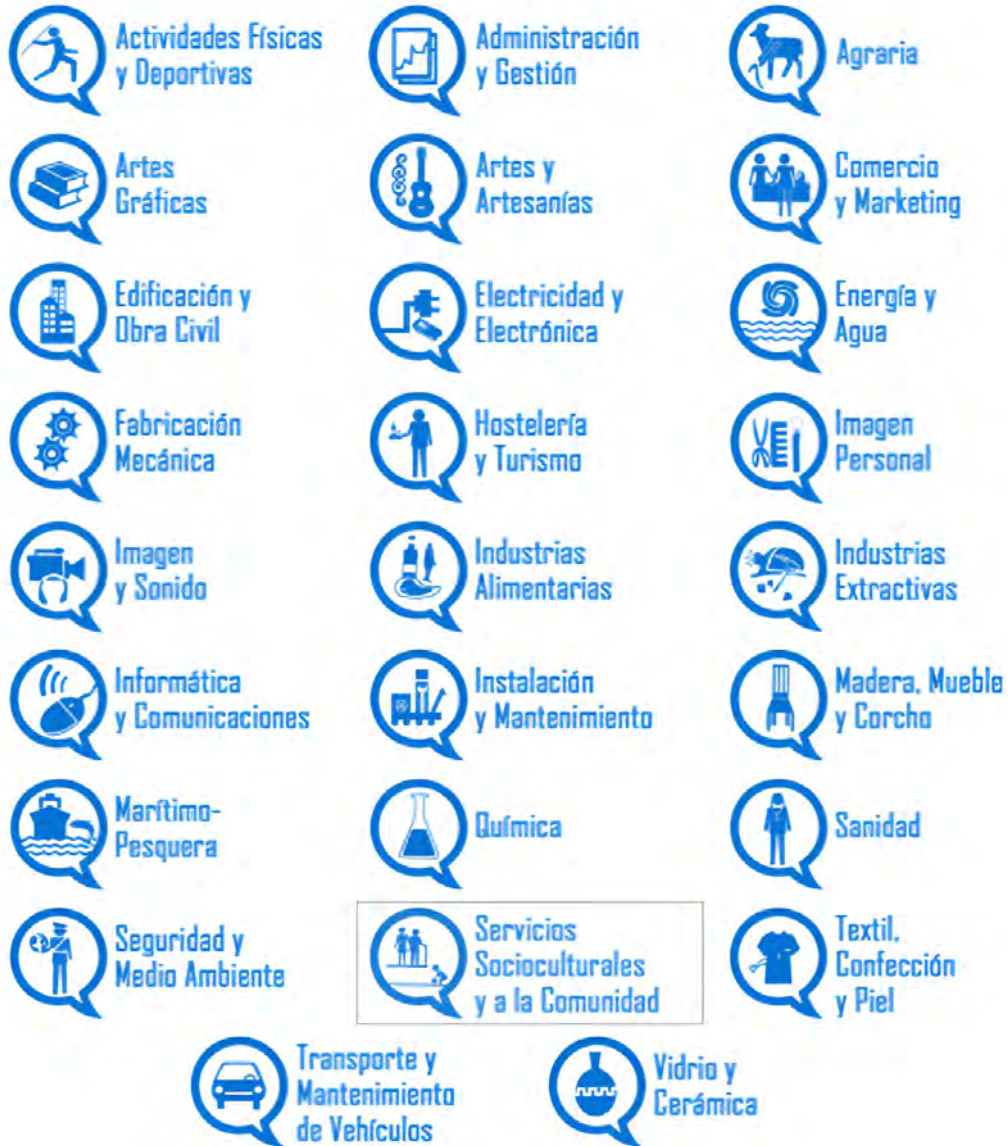 Actividades Físicas
y Deportivas
Administración
y Gestión
Agraria
Artes
Gráficas
Artes y
Artesanías
Comercio
y Marketing
Edificación y
Obra Civil
Electricidad y
Electrónica
Energía y
Agua
Fabricación
Mecánica
Hostelería
y Turismo
Imagen
Personal
Imagen
y Sonido
Industrias
Alimentarias
Industrias
Extractivas
Informática
y Comunicaciones
Instalación
y Mantenimiento
Madera, Mueble
y Corcho
Marítimo-
Pesquera
Química
Sanidad
Seguridad y
Medio Ambiente
Servicios
Socioculturales
y a la Comunidad
Textil,
Confección
y Piel
Transporte y
Mantenimiento
de Vehículos
Vidrio y
Cerámica